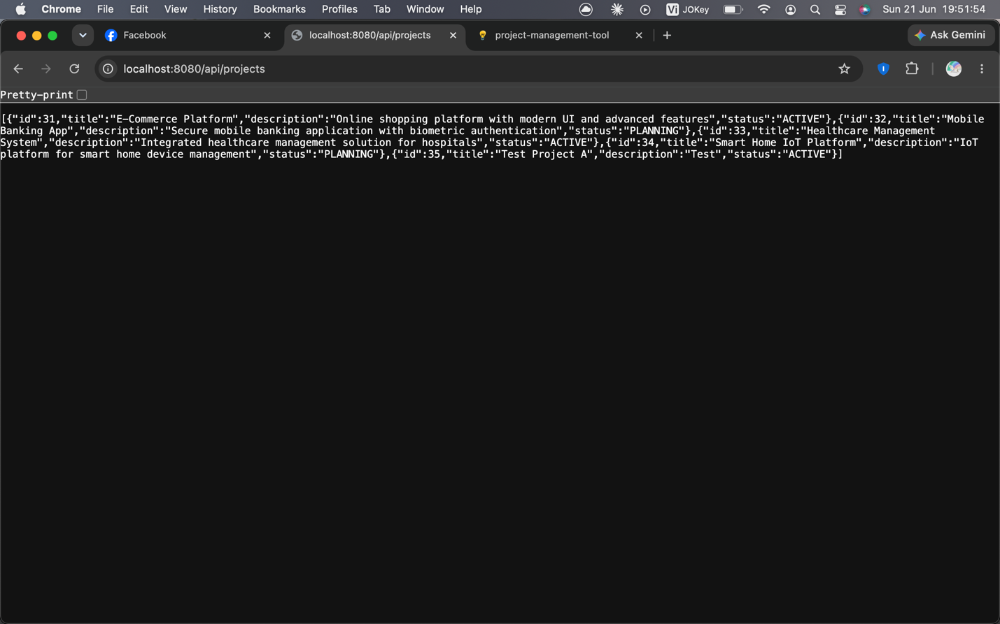 Chrome File Edit View History Bookmarks Profiles Tab Window Help Vi JOKey Sun 21 Jun 19:51:54
Facebook localhost:8080/api/projects project-management-tool Ask Gemini
localhost:8080/api/projects
Pretty-print
[{"id":31,"title":"E-Commerce Platform","description":"Online shopping platform with modern UI and advanced features","status":"ACTIVE"},{"id":32,"title":"Mobile
Banking App","description":"Secure mobile banking application with biometric authentication","status":"PLANNING"},{"id":33,"title":"Healthcare Management
System","description":"Integrated healthcare management solution for hospitals","status":"ACTIVE"},{"id":34,"title":"Smart Home IoT Platform","description":"IoT
platform for smart home device management","status":"PLANNING"},{"id":35,"title":"Test Project A","description":"Test","status":"ACTIVE"}]